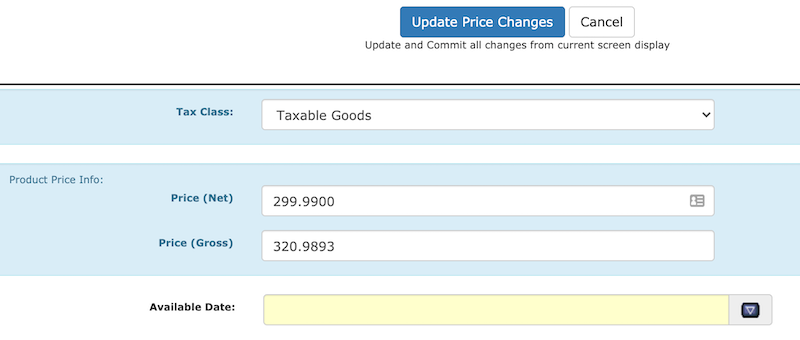 Update Price Changes Cancel
Update and Commit all changes from current screen display
Tax Class: Taxable Goods
Product Price Info:
Price (Net) 299.9900
Price (Gross) 320.9893
Available Date: